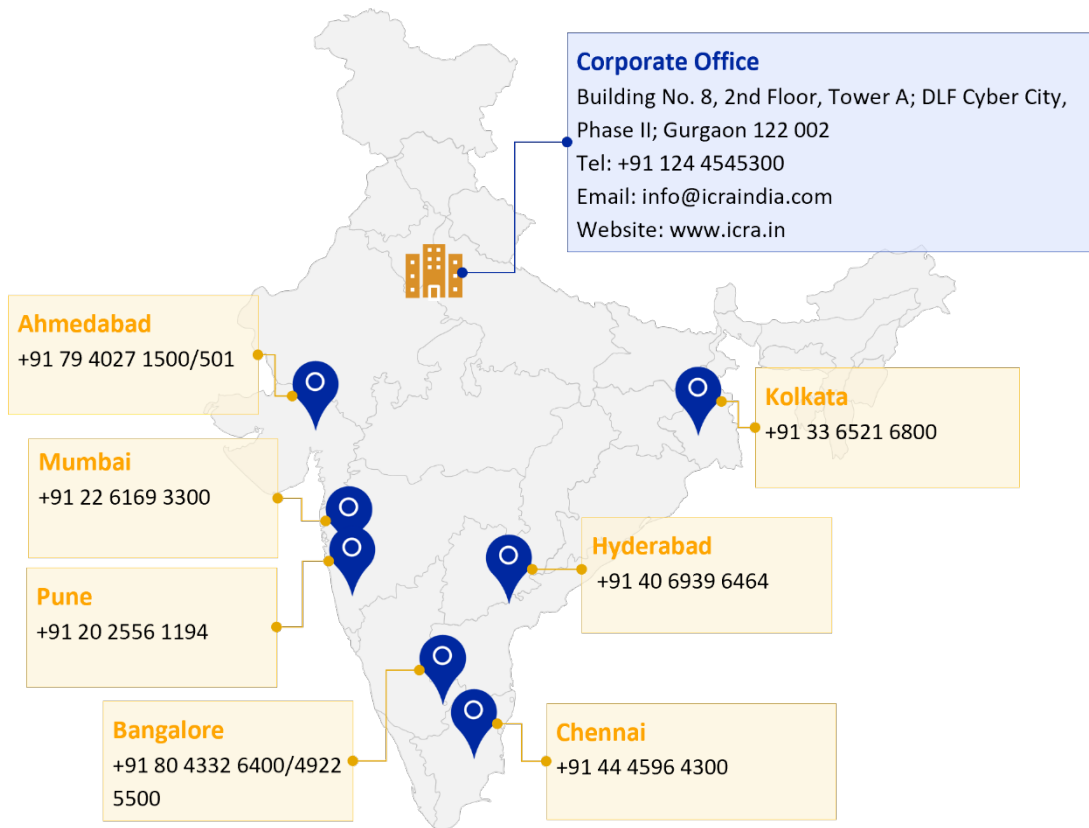 Corporate Office
Building No. 8, 2nd Floor, Tower A; DLF Cyber City,
Phase II; Gurgaon 122 002
Tel: +91 124 4545300
Email: info@icraindia.com
Website: www.icra.in
Ahmedabad
+91 79 4027 1500/501
Kolkata
+91 33 6521 6800
Mumbai
+91 22 6169 3300
Hyderabad
+91 40 6939 6464
Pune
+91 20 2556 1194
Bangalore
+91 80 4332 6400/4922
5500
Chennai
+91 44 4596 4300